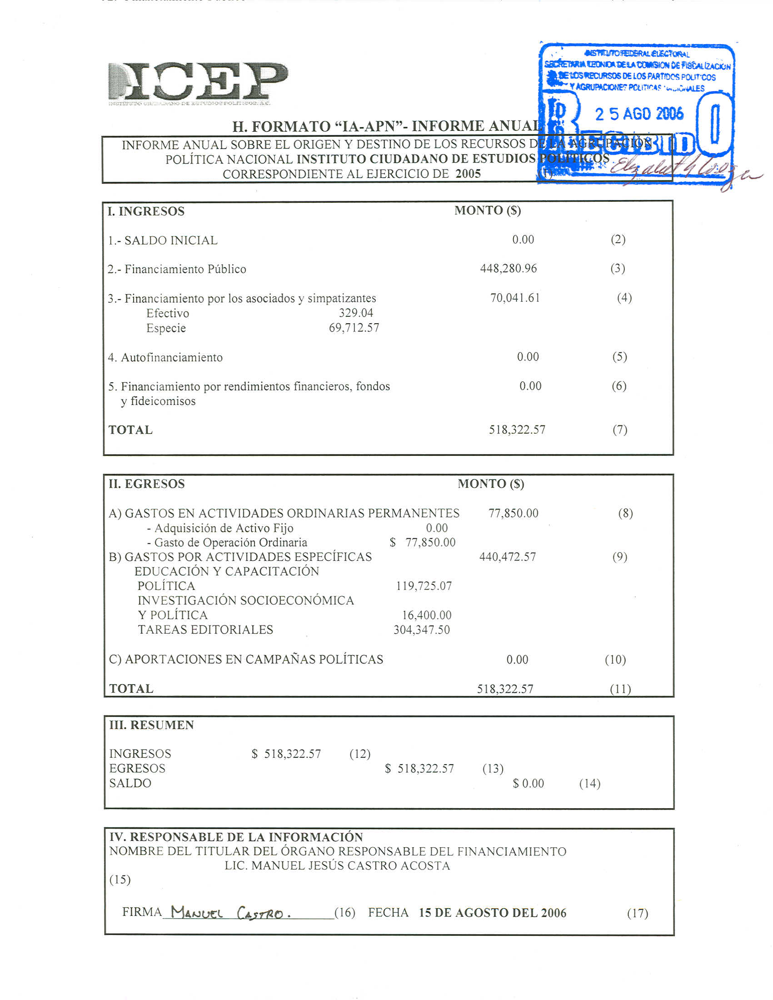 ICEP
INSTITUTO CIUDADANO DE ESTUDIOS POLITICOS, A.C.
INSTITUTO FEDERAL ELECTORAL
SECRETARIA TECNICA DE LA COMISION DE FISCALIZACION
DE LOS RECURSOS DE LOS PARTIDOS POLITICOS
Y AGRUPACIONES POLITICAS NACIONALES
25 AGO 2006
RECIBIDO
H. FORMATO “IA-APN”- INFORME ANUAL
INFORME ANUAL SOBRE EL ORIGEN Y DESTINO DE LOS RECURSOS DE LA AGRUPACIÓN
POLÍTICA NACIONAL INSTITUTO CIUDADANO DE ESTUDIOS POLÍTICOS
CORRESPONDIENTE AL EJERCICIO DE 2005 (1)
I. INGRESOS MONTO ($)
1.- SALDO INICIAL 0.00 (2)
2.- Financiamiento Público 448,280.96 (3)
3.- Financiamiento por los asociados y simpatizantes 70,041.61 (4)
Efectivo 329.04
Especie 69,712.57
4. Autofinanciamiento 0.00 (5)
5. Financiamiento por rendimientos financieros, fondos 0.00 (6)
y fideicomisos
TOTAL 518,322.57 (7)
II. EGRESOS MONTO ($)
A) GASTOS EN ACTIVIDADES ORDINARIAS PERMANENTES 77,850.00 (8)
- Adquisición de Activo Fijo 0.00
- Gasto de Operación Ordinaria $ 77,850.00
B) GASTOS POR ACTIVIDADES ESPECÍFICAS 440,472.57 (9)
EDUCACIÓN Y CAPACITACIÓN
POLÍTICA 119,725.07
INVESTIGACIÓN SOCIOECONÓMICA
Y POLÍTICA 16,400.00
TAREAS EDITORIALES 304,347.50
C) APORTACIONES EN CAMPAÑAS POLÍTICAS 0.00 (10)
TOTAL 518,322.57 (11)
III. RESUMEN
INGRESOS $ 518,322.57 (12)
EGRESOS $ 518,322.57 (13)
SALDO $ 0.00 (14)
IV. RESPONSABLE DE LA INFORMACIÓN
NOMBRE DEL TITULAR DEL ÓRGANO RESPONSABLE DEL FINANCIAMIENTO
LIC. MANUEL JESÚS CASTRO ACOSTA
(15)
FIRMA MANUEL CASTRO. (16) FECHA 15 DE AGOSTO DEL 2006 (17)